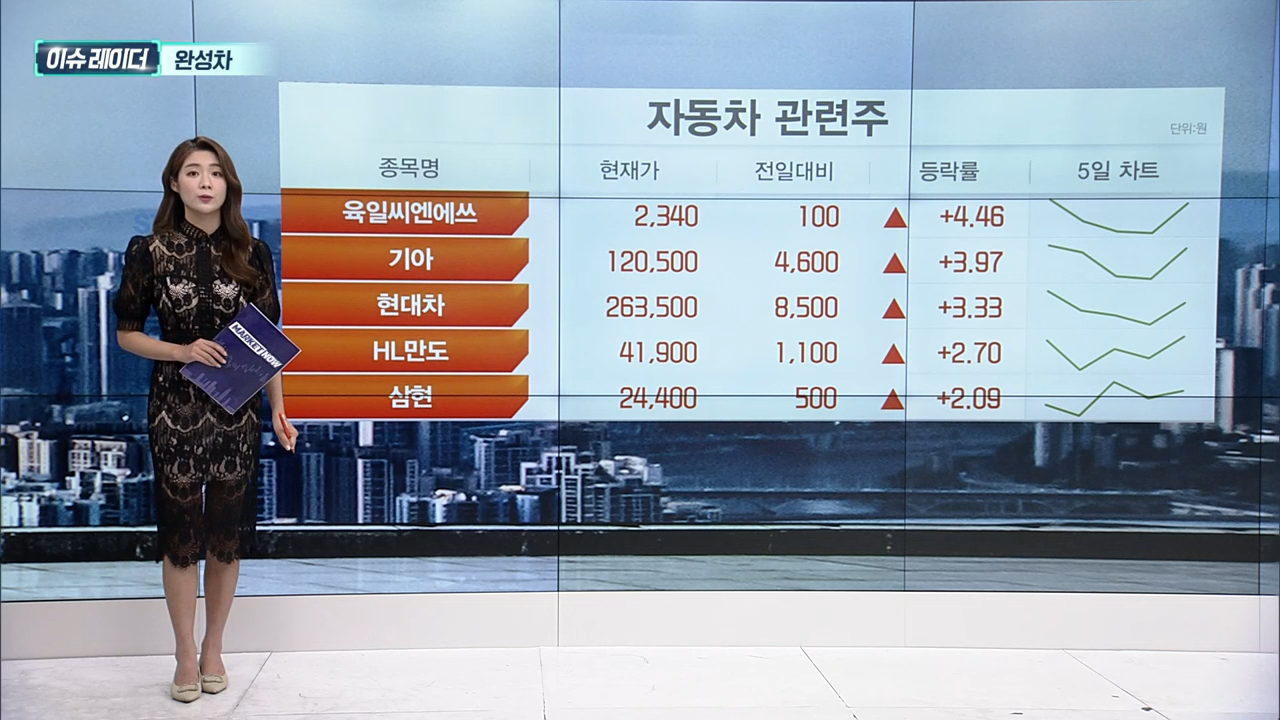 이슈 레이더 완성차
자동차 관련주
단위:원
종목명 현재가 전일대비 등락률 5일 차트
육일씨엔에쓰 2,340 100 ▲ +4.46
기아 120,500 4,600 ▲ +3.97
현대차 263,500 8,500 ▲ +3.33
HL만도 41,900 1,100 ▲ +2.70
삼현 24,400 500 ▲ +2.09
MARKET NOW